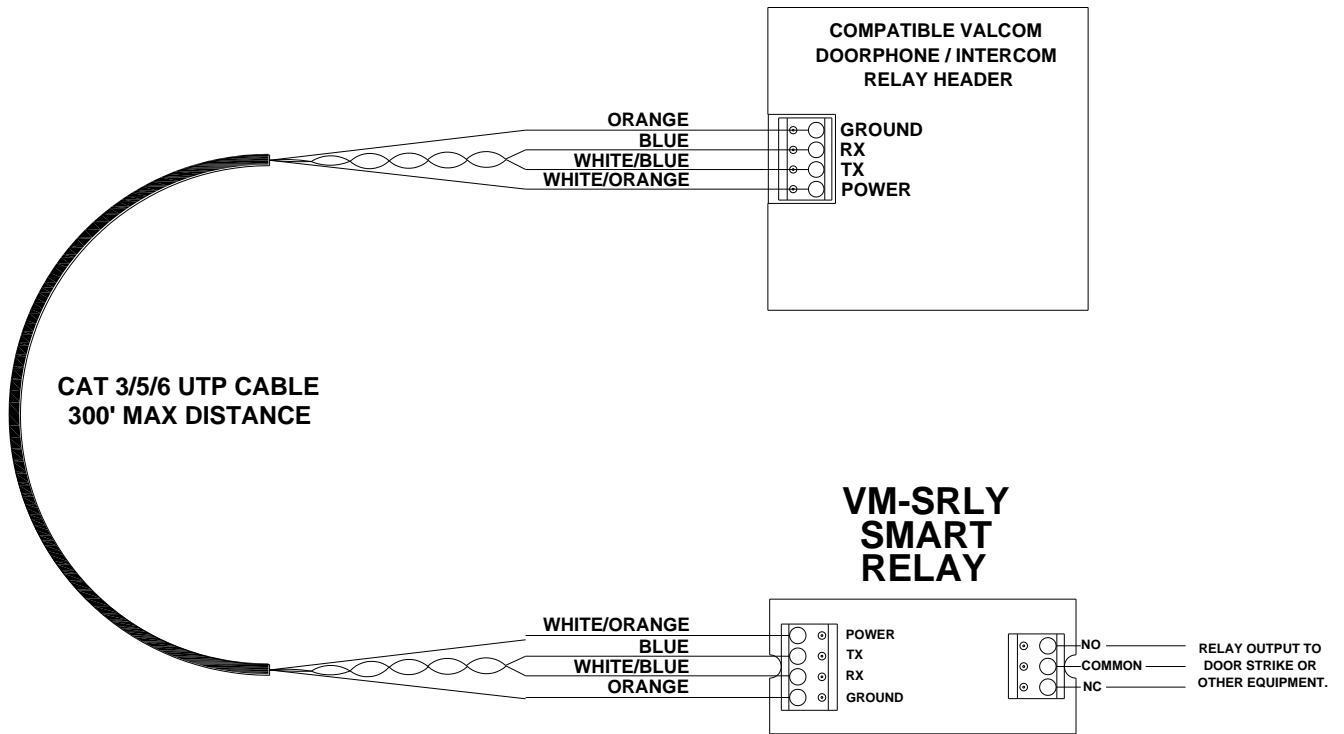 COMPATIBLE VALCOM
DOORPHONE / INTERCOM
RELAY HEADER
ORANGE
BLUE
WHITE/BLUE
WHITE/ORANGE
GROUND
RX
TX
POWER
CAT 3/5/6 UTP CABLE
300' MAX DISTANCE
VM-SRLY
SMART
RELAY
WHITE/ORANGE
BLUE
WHITE/BLUE
ORANGE
POWER
TX
RX
GROUND
NO
COMMON
NC
RELAY OUTPUT TO
DOOR STRIKE OR
OTHER EQUIPMENT.